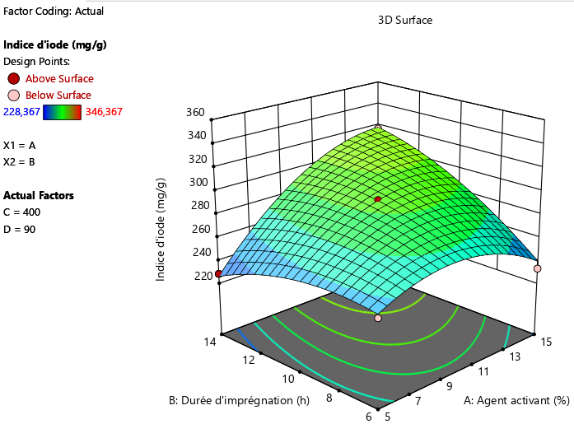 Factor Coding: Actual
3D Surface
Indice d'iode (mg/g)
Design Points:
Above Surface
Below Surface
228,367 346,367
X1 = A
X2 = B
Actual Factors
C = 400
D = 90
Indice d'iode (mg/g)
360
340
320
300
280
260
240
220
14
12
10
8
6
5
7
9
11
13
15
B: Durée d'imprégnation (h)
A: Agent activant (%)